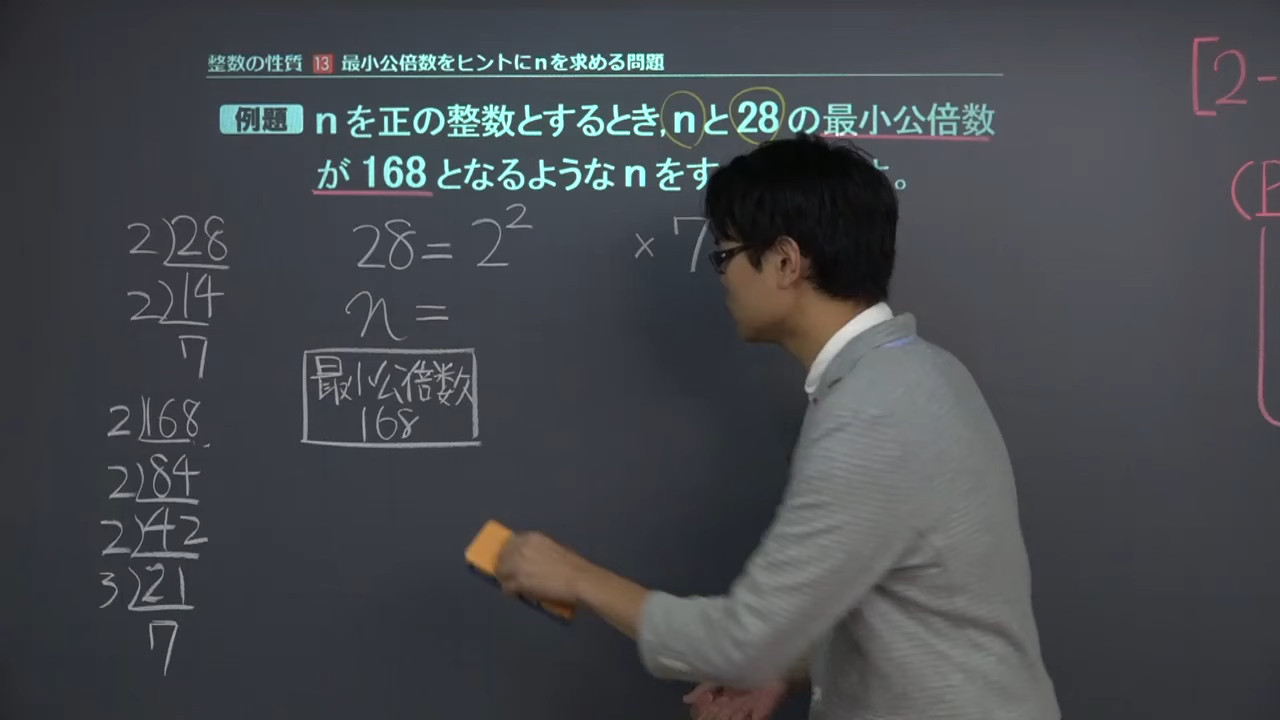 整数の性質 13 最小公倍数をヒントにnを求める問題
例題 nを正の整数とするとき,nと28の最小公倍数
が168となるようなnをす
2)28
2)14
7
28=2² ×7
n=
最小公倍数
168
2)168
2)84
2)42
3)21
7
[2-
(